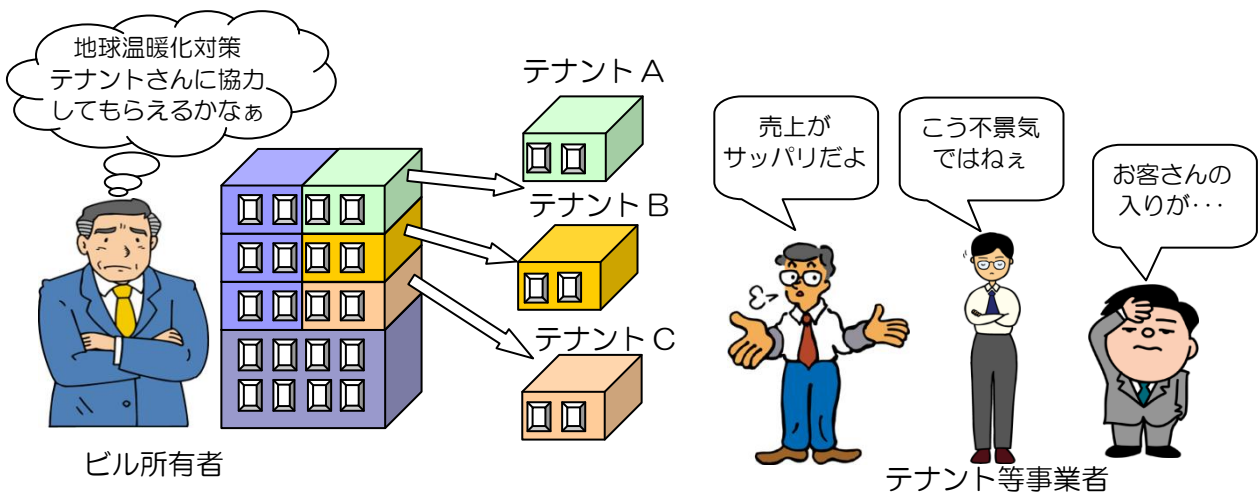 地球温暖化対策
テナントさんに協力
してもらえるかなぁ
ビル所有者
テナントA
テナントB
テナントC
売上が
サッパリだよ
こう不景気
ではねぇ
お客さんの
入りが･･･
テナント等事業者